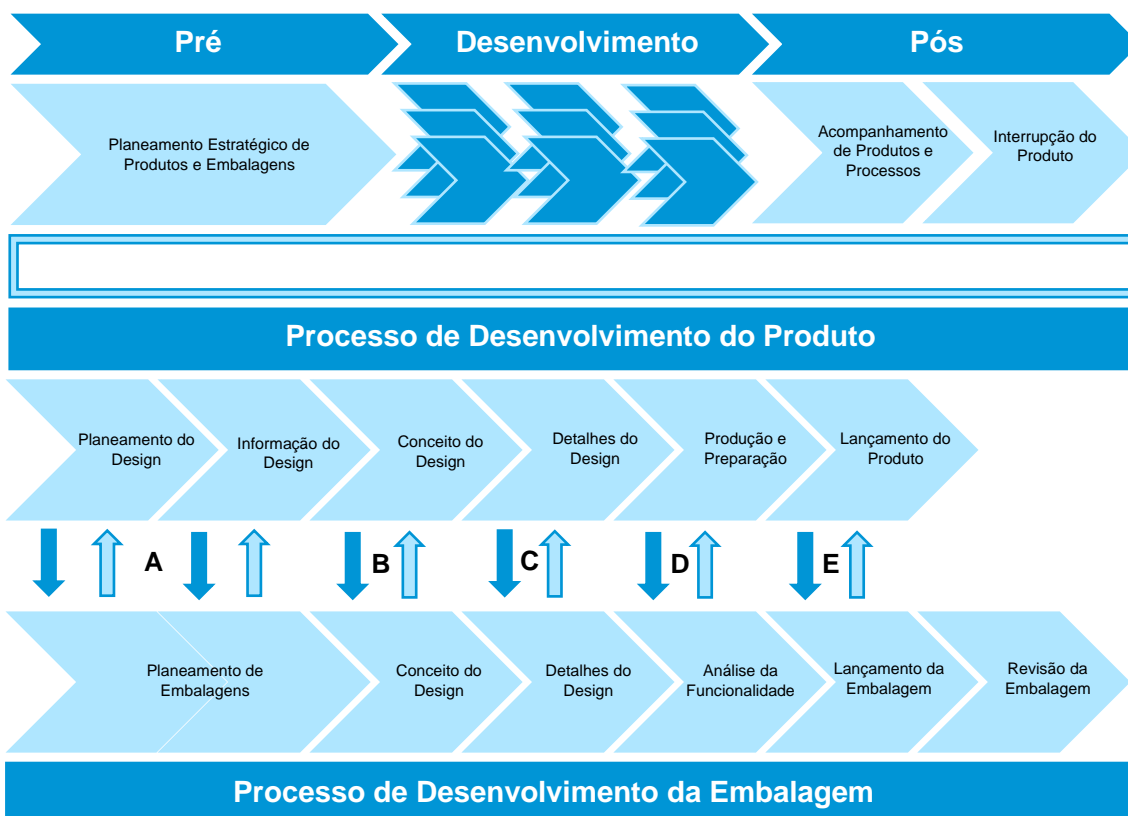 Pré
Desenvolvimento
Pós
Planeamento Estratégico de
Produtos e Embalagens
Acompanhamento
de Produtos e
Processos
Interrupção do
Produto
Processo de Desenvolvimento do Produto
Planeamento do
Design
Informação do
Design
Conceito do
Design
Detalhes do
Design
Produção e
Preparação
Lançamento do
Produto
A
B
C
D
E
Planeamento de
Embalagens
Conceito do
Design
Detalhes do
Design
Análise da
Funcionalidade
Lançamento da
Embalagem
Revisão da
Embalagem
Processo de Desenvolvimento da Embalagem